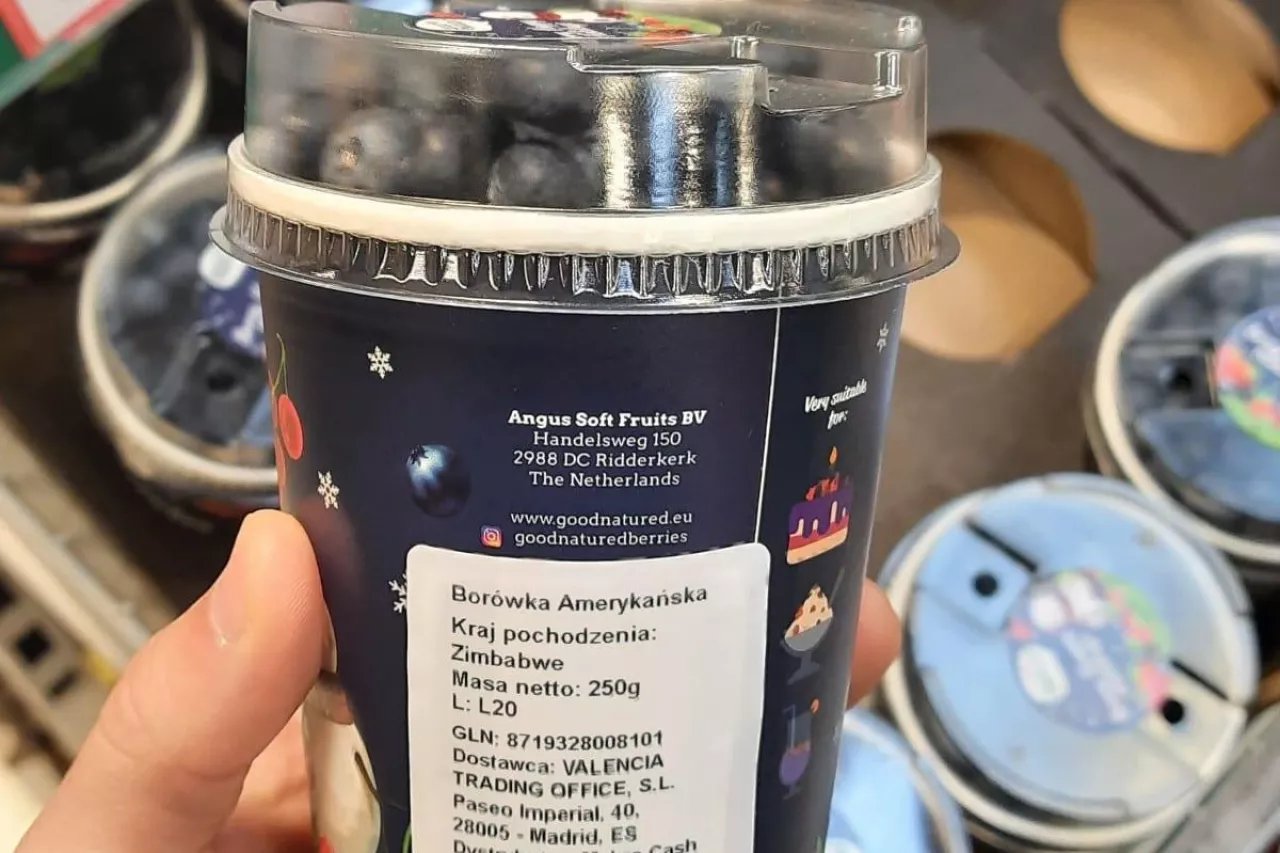 Angus Soft Fruits BV
Handelsweg 150
2988 DC Ridderkerk
The Netherlands
www.goodnatured.eu
goodnaturedberries
Very suitable
for:
Borówka Amerykańska
Kraj pochodzenia:
Zimbabwe
Masa netto: 250g
L: L20
GLN: 8719328008101
Dostawca: VALENCIA
TRADING OFFICE, S.L.
Paseo Imperial, 40,
28005 - Madrid, ES
Cash